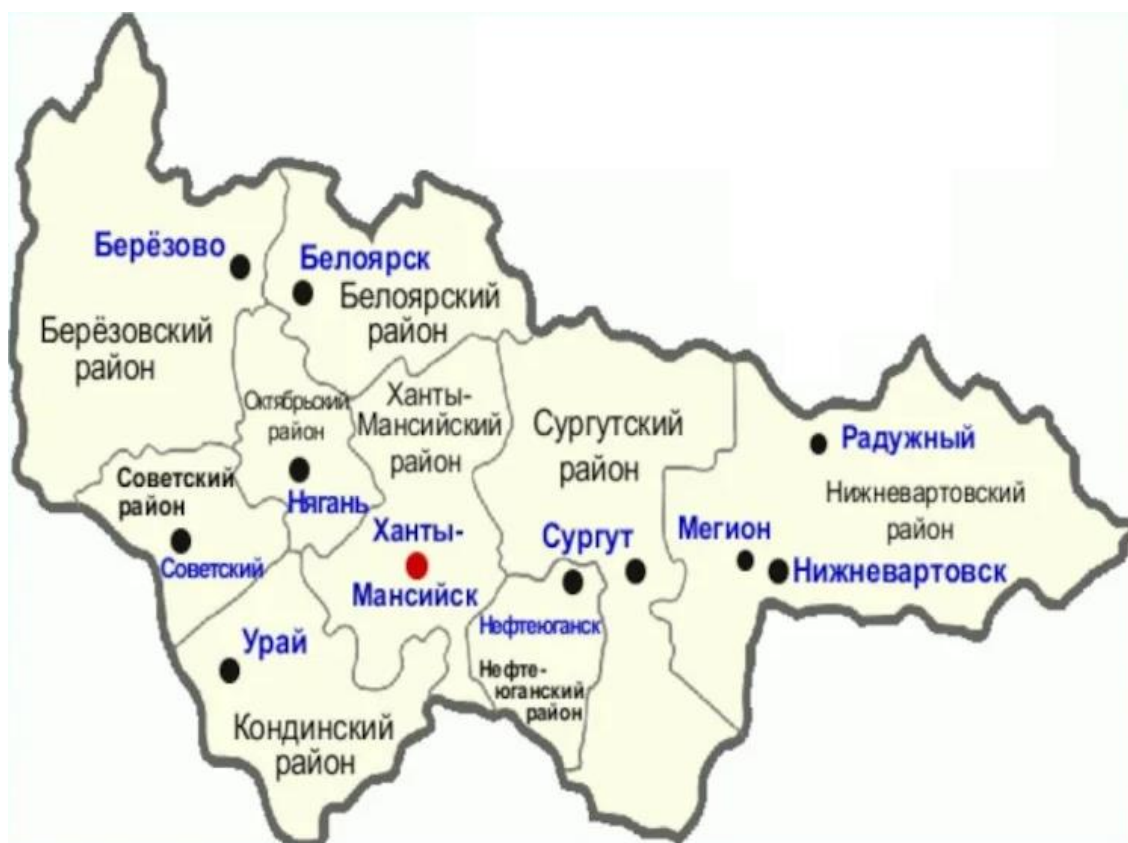 Берёзово
Белоярск
Белоярский
район
Берёзовский
район
Октябрьский
район
Ханты-
Мансийский
район
Сургутский
район
Радужный
Советский
район
Нягань
Нижневартовский
район
Ханты-
Мансийск
Сургут
Мегион
Советский
Нижневартовск
Нефтеюганск
Урай
Нефте-
юганский
район
Кондинский
район